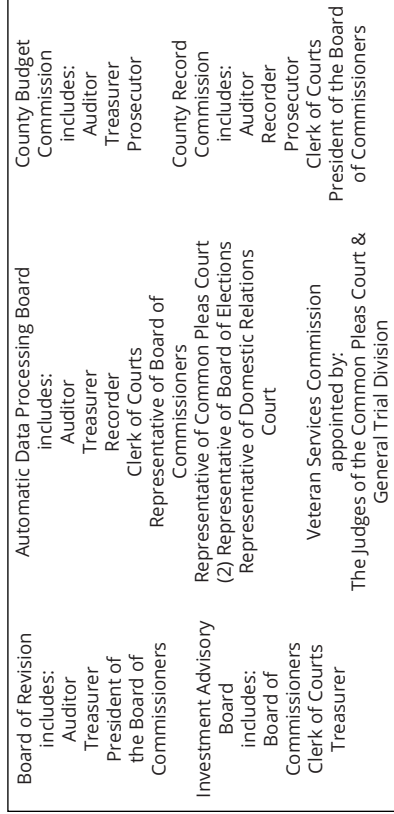 Board of Revision
includes:
Auditor
Treasurer
President of
the Board of
Commissioners
Investment Advisory
Board
includes:
Board of
Commissioners
Clerk of Courts
Treasurer
Automatic Data Processing Board
includes:
Auditor
Treasurer
Recorder
Clerk of Courts
Representative of Board of
Commissioners
Representative of Common Pleas Court
(2) Representative of Board of Elections
Representative of Domestic Relations
Court
Veteran Services Commission
appointed by:
The Judges of the Common Pleas Court &
General Trial Division
County Budget
Commission
includes:
Auditor
Treasurer
Prosecutor
County Record
Commission
includes:
Auditor
Recorder
Prosecutor
Clerk of Courts
President of the Board
of Commissioners